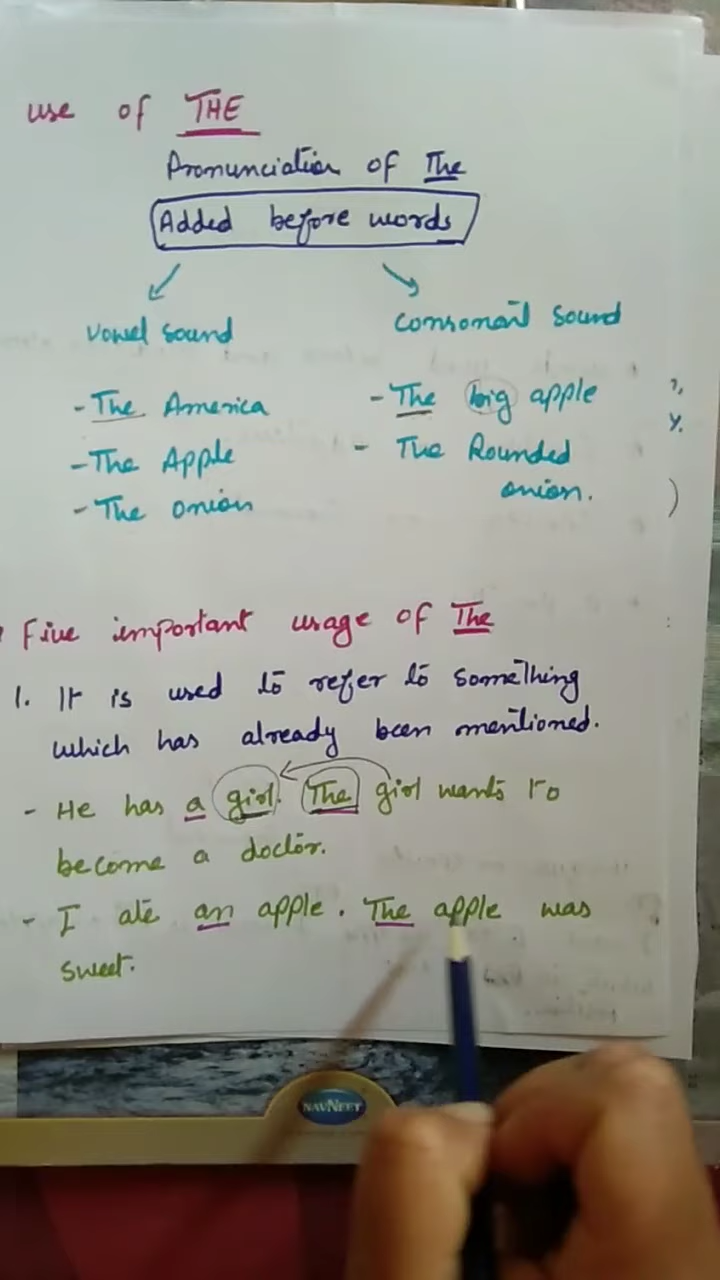 use of THE
Pronunciation of The
Added before words
Vowel sound
Consonant sound
- The America
- The big apple
- The Apple
- The Rounded onion.
- The onion
Five important usage of The
1. It is used to refer to something
which has already been mentioned.
- He has a girl. The girl wants to
become a doctor.
- I ate an apple. The apple was
sweet.
NAVNEET